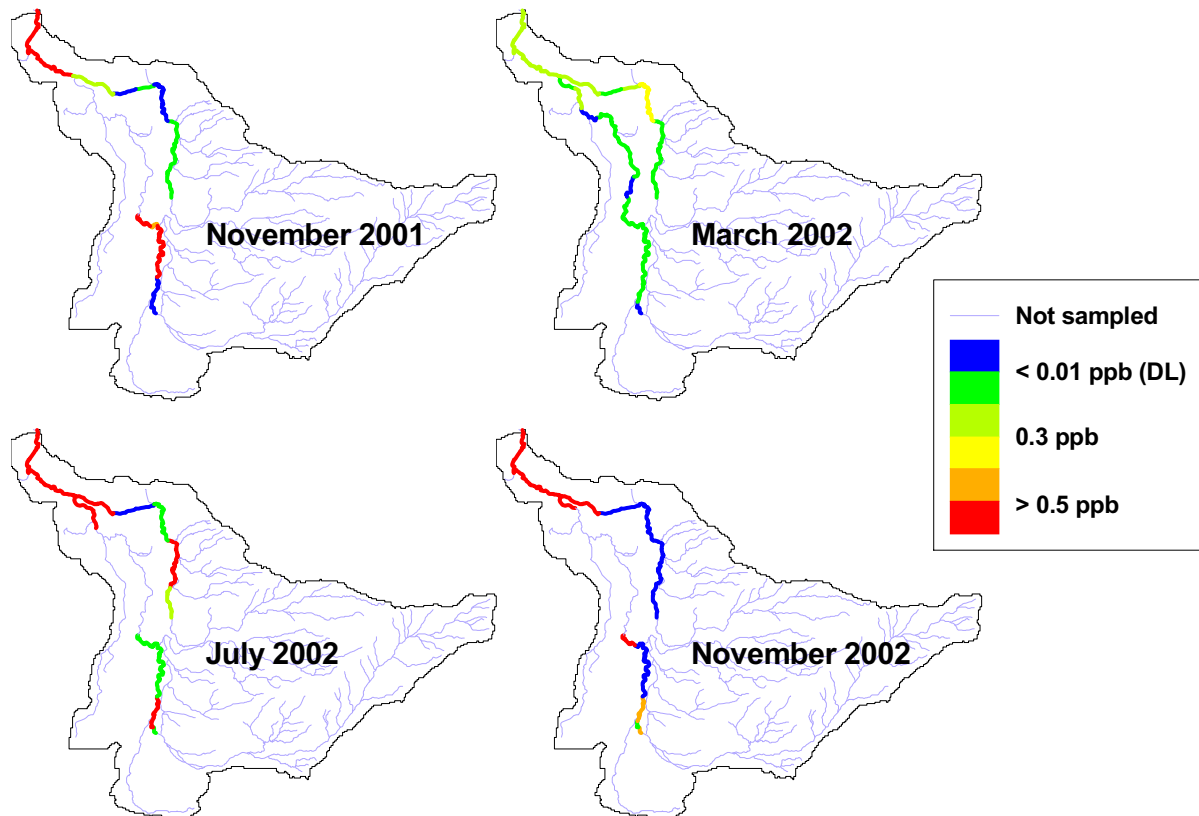 November 2001
March 2002
Not sampled
< 0.01 ppb (DL)
0.3 ppb
> 0.5 ppb
July 2002
November 2002